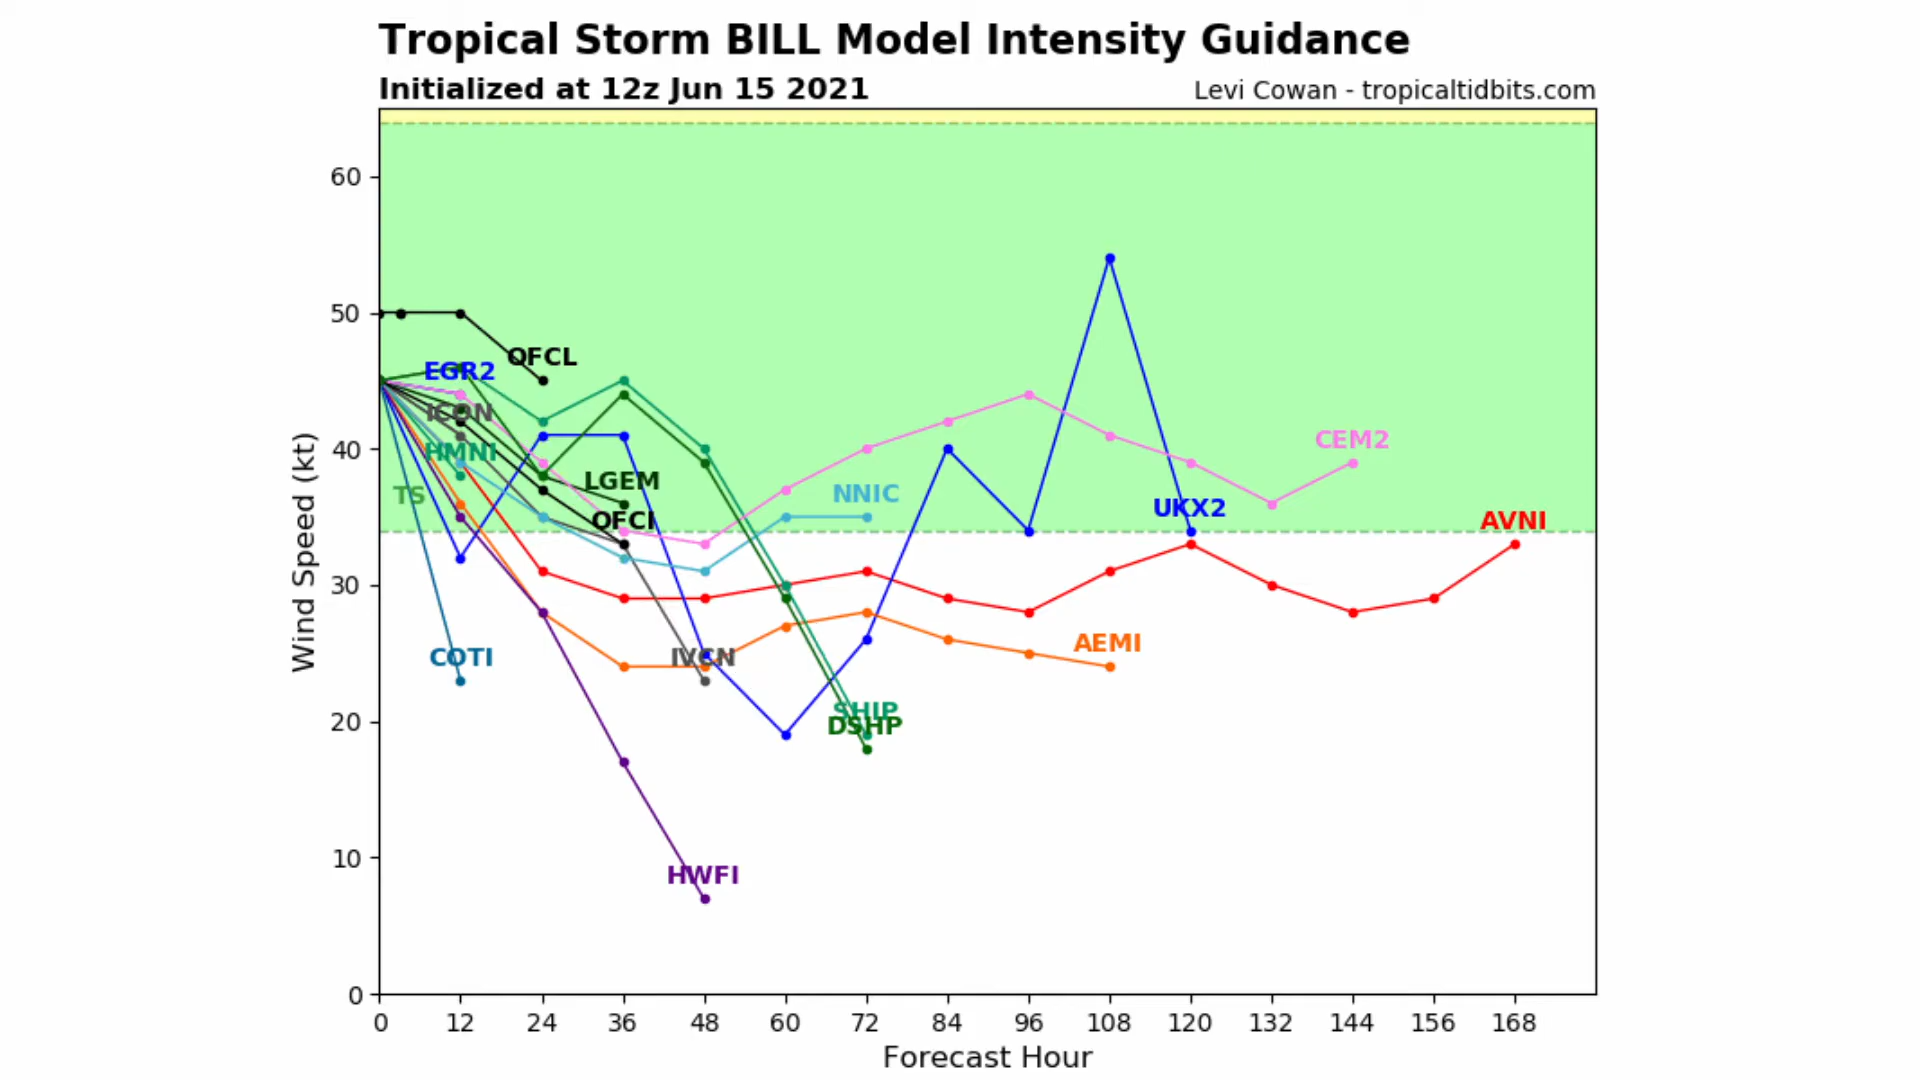 Tropical Storm BILL Model Intensity Guidance
Initialized at 12z Jun 15 2021
Levi Cowan - tropicaltidbits.com
60
50
40
30
20
10
0
Wind Speed (kt)
OFCL
EGR2
ICON
HMNI
TS
LGEM
OFCI
NNIC
CEM2
UKX2
AVNI
COTI
IVCN
AEMI
SHIP
DSHP
HWFI
0 12 24 36 48 60 72 84 96 108 120 132 144 156 168
Forecast Hour